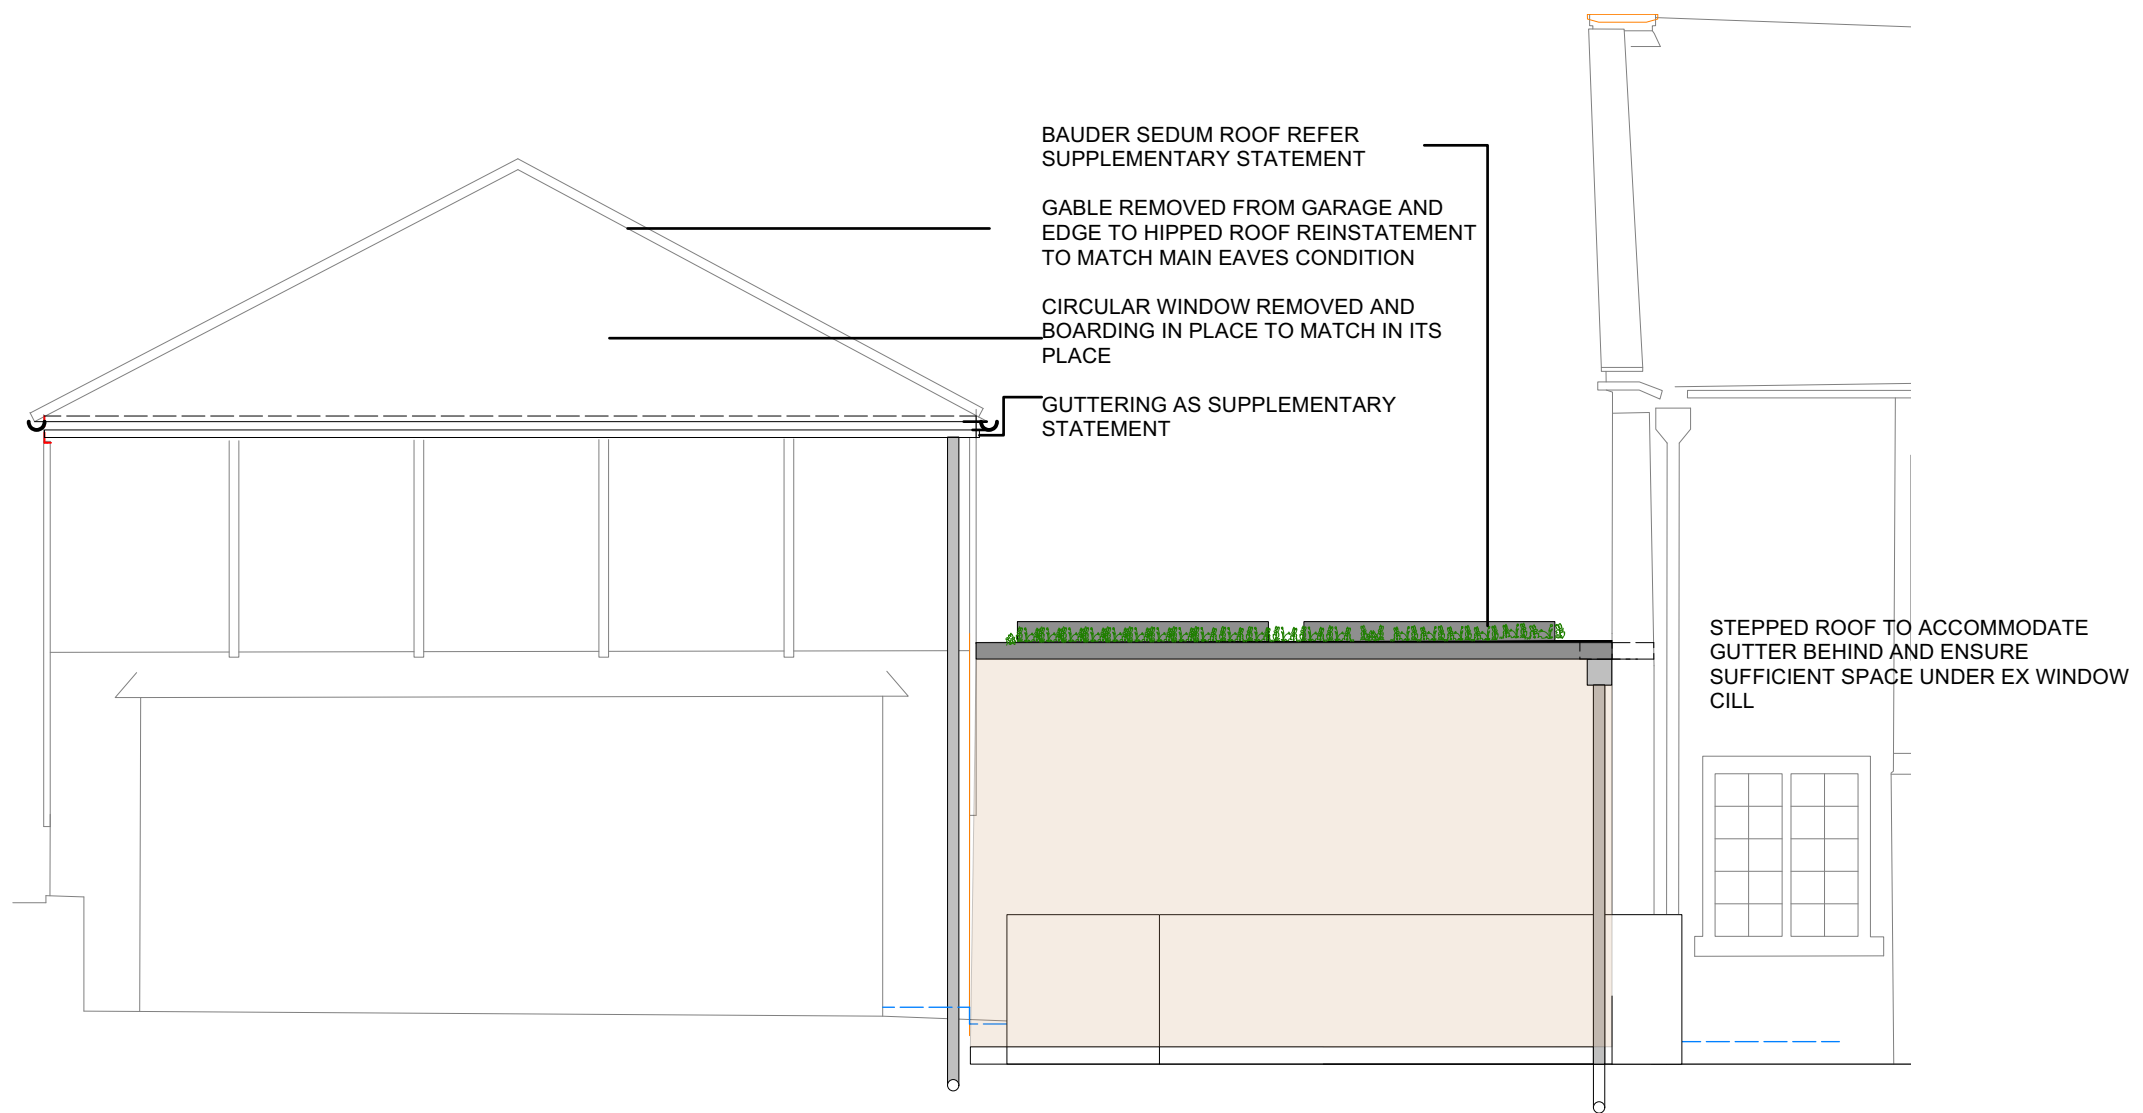 BAUDER SEDUM ROOF REFER
SUPPLEMENTARY STATEMENT
GABLE REMOVED FROM GARAGE AND
EDGE TO HIPPED ROOF REINSTATEMENT
TO MATCH MAIN EAVES CONDITION
CIRCULAR WINDOW REMOVED AND
BOARDING IN PLACE TO MATCH IN ITS
PLACE
GUTTERING AS SUPPLEMENTARY
STATEMENT
STEPPED ROOF TO ACCOMMODATE
GUTTER BEHIND AND ENSURE
SUFFICIENT SPACE UNDER EX WINDOW
CILL